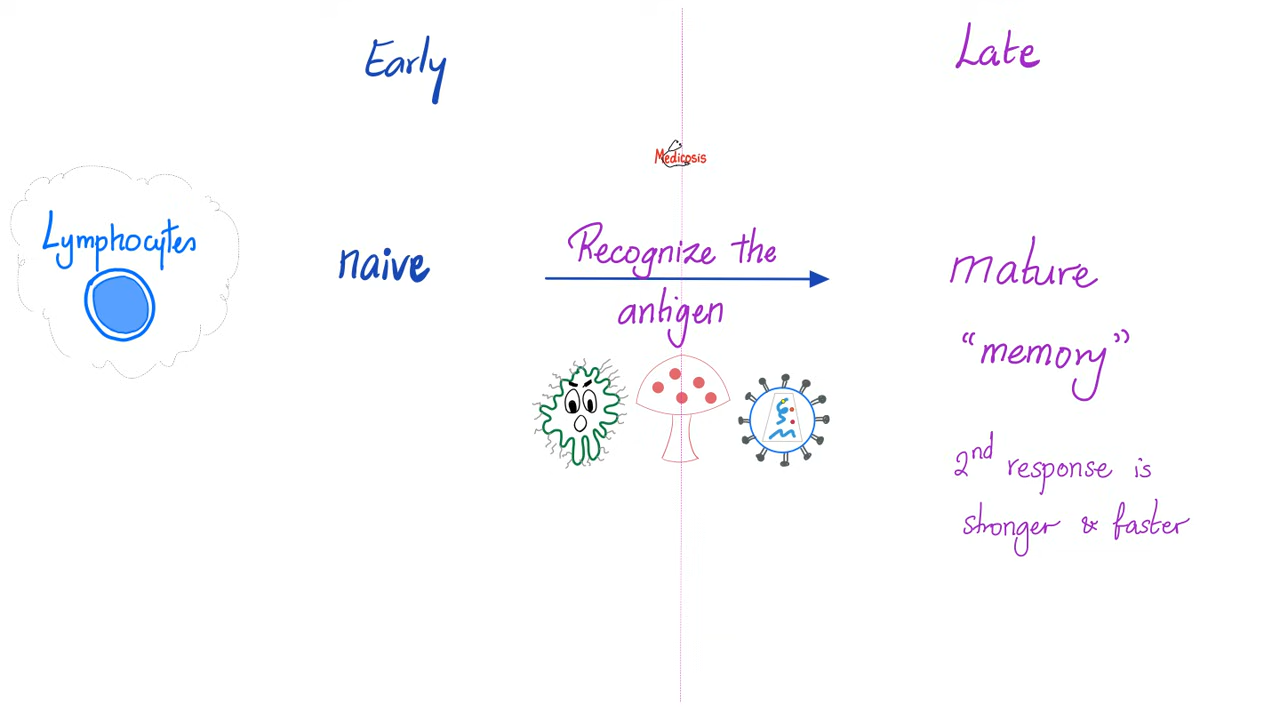 Early
Late
Medicosis
Lymphocytes
naive
Recognize the
antigen
mature
"memory"
2nd response is
stronger & faster